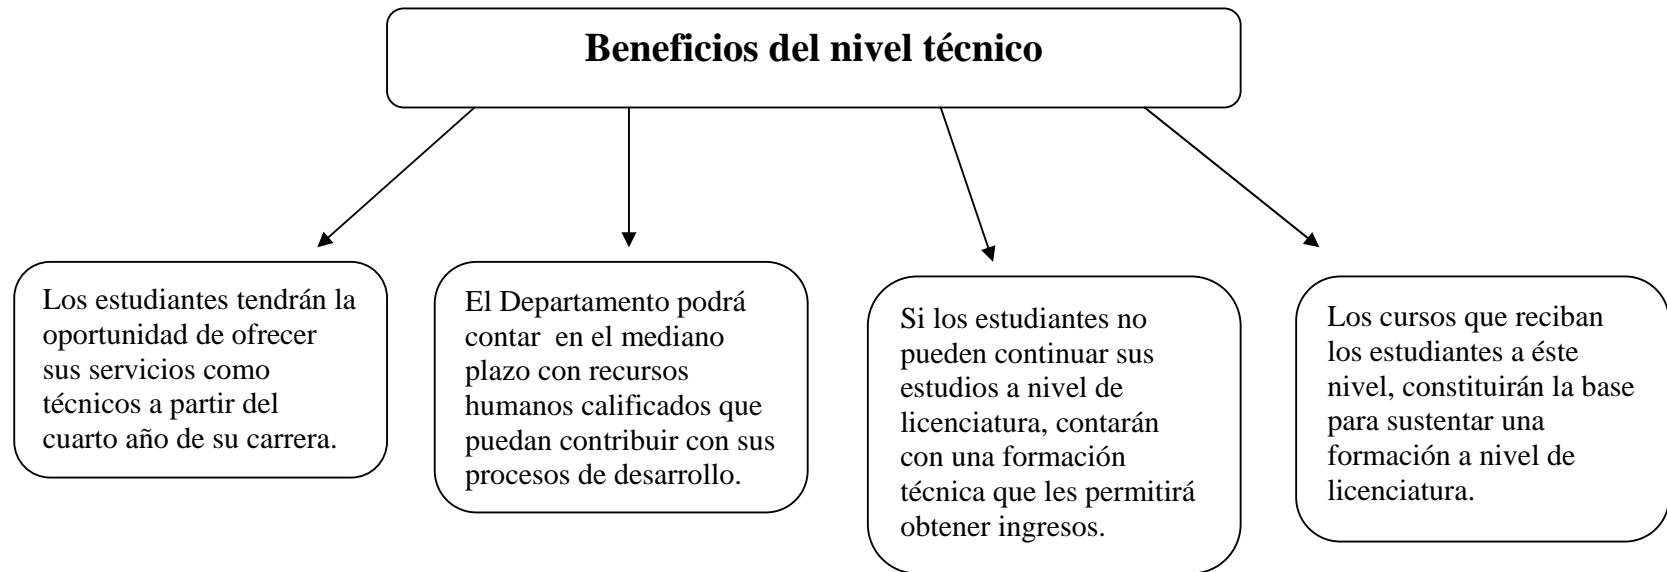 Beneficios del nivel técnico
Los estudiantes tendrán la
oportunidad de ofrecer
sus servicios como
técnicos a partir del
cuarto año de su carrera.
El Departamento podrá
contar  en el mediano
plazo con recursos
humanos calificados que
puedan contribuir con sus
procesos de desarrollo.
Si los estudiantes no
pueden continuar sus
estudios a nivel de
licenciatura, contarán
con una formación
técnica que les permitirá
obtener ingresos.
Los cursos que reciban
los estudiantes a éste
nivel, constituirán la base
para sustentar una
formación a nivel de
licenciatura.